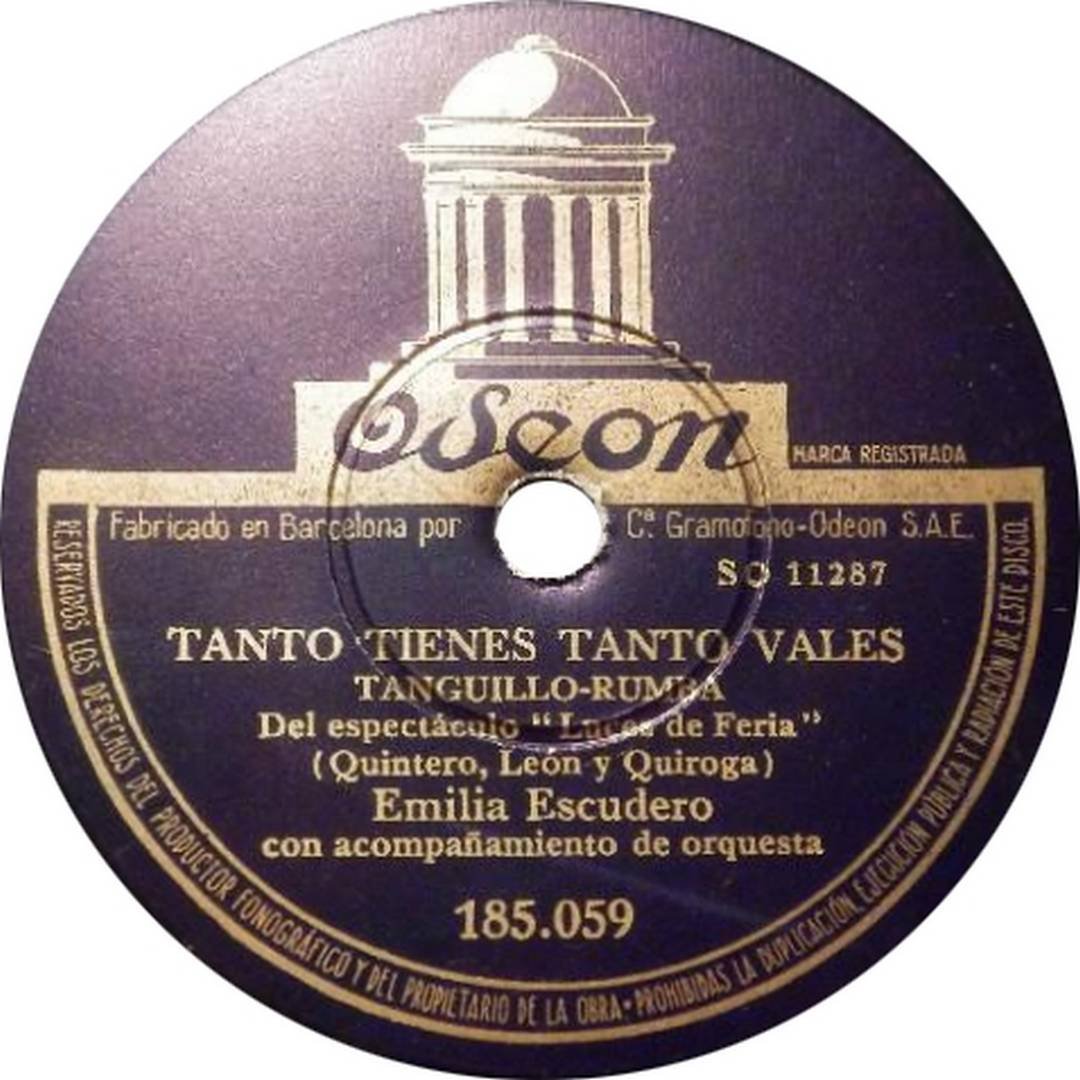 Odeon
MARCA REGISTRADA
Fabricado en Barcelona por Cª Gramofono-Odeon S.A.E.
SO 11287
TANTO TIENES TANTO VALES
TANGUILLO-RUMBA
Del espectáculo "Luces de Feria"
(Quintero, León y Quiroga)
Emilia Escudero
con acompañamiento de orquesta
185.059
RESERVADOS LOS DERECHOS DEL PRODUCTOR FONOGRÁFICO Y DEL PROPIETARIO DE LA OBRA · PROHIBIDAS LA DUPLICACIÓN, EJECUCIÓN PÚBLICA Y RADIACIÓN DE ESTE DISCO.